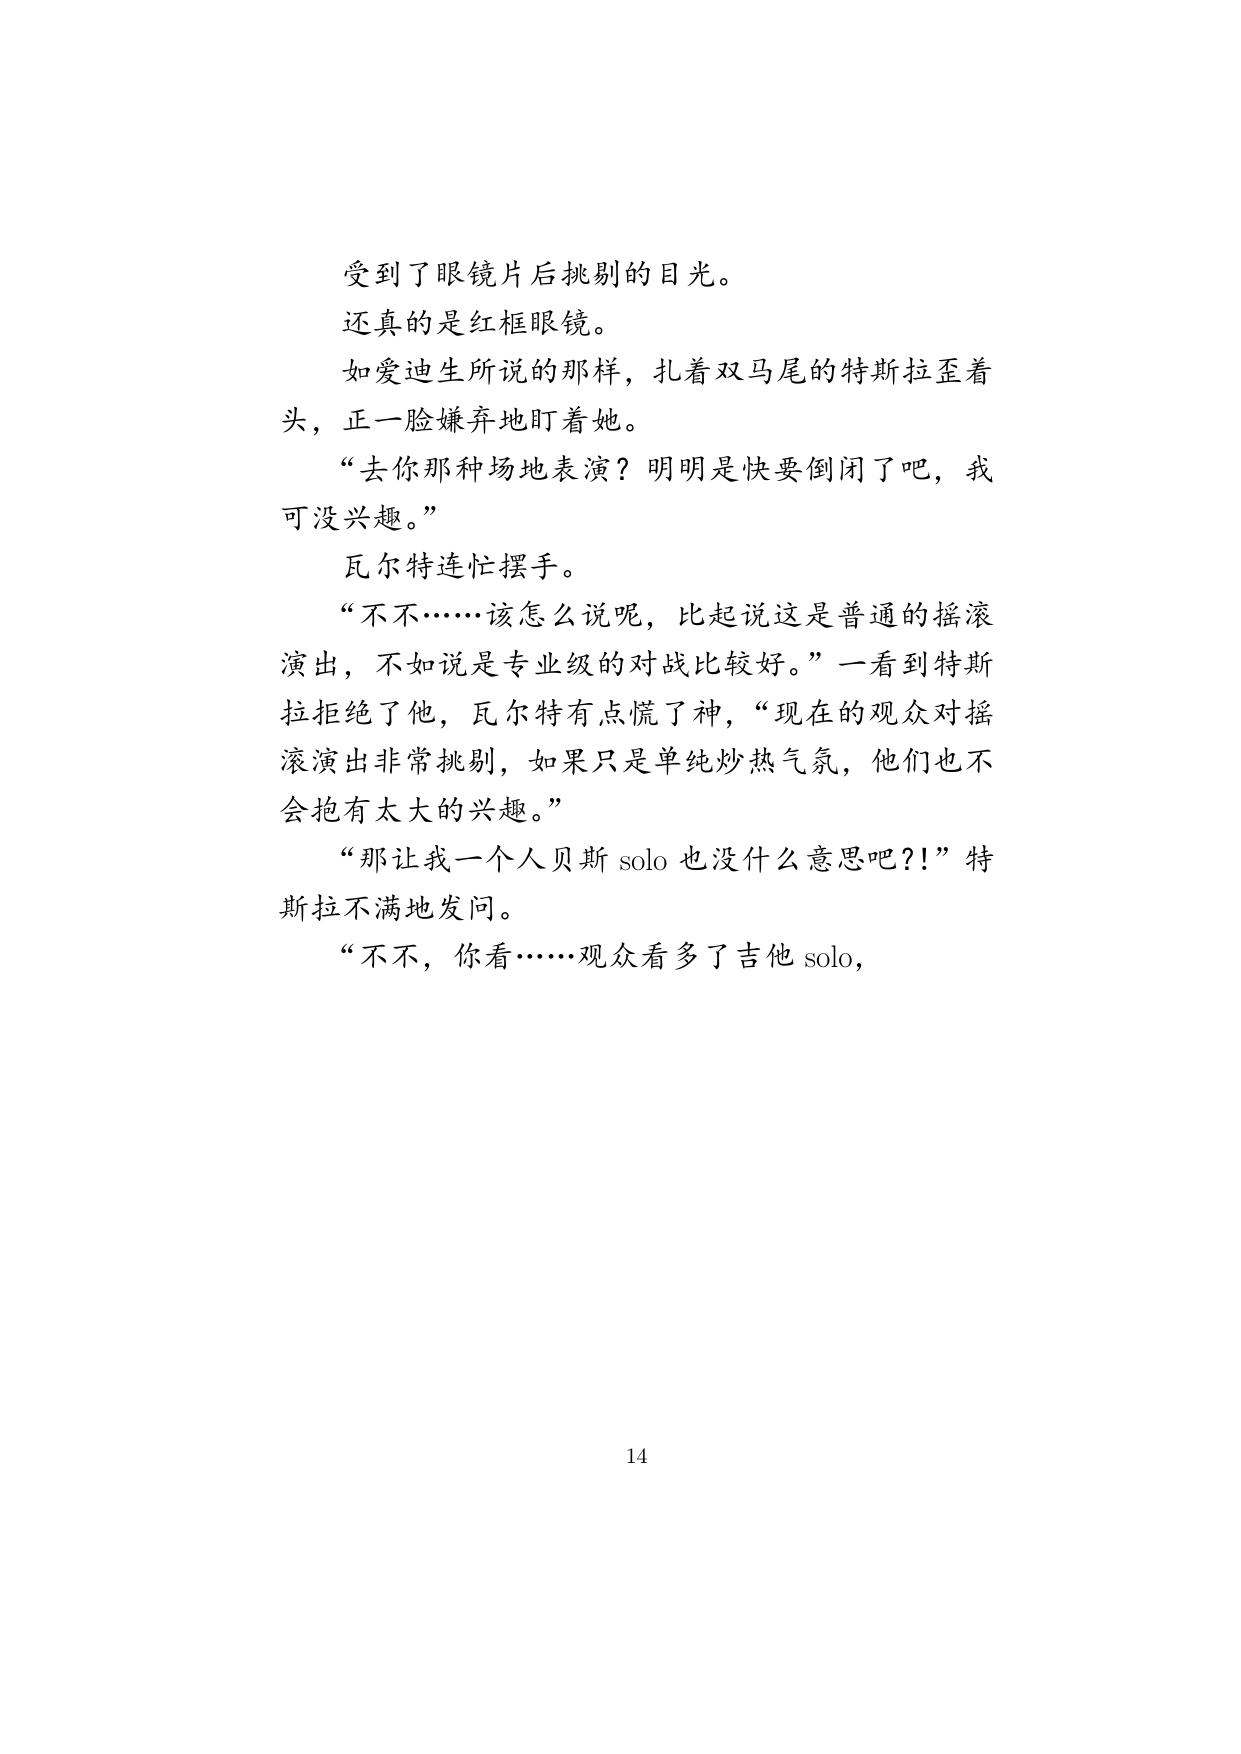 受到了眼镜片后挑剔的目光。
还真的是红框眼镜。
如爱迪生所说的那样，扎着双马尾的特斯拉歪着
头，正一脸嫌弃地盯着她。
“去你那种场地表演？明明是快要倒闭了吧，我
可没兴趣。”
瓦尔特连忙摆手。
“不不……该怎么说呢，比起说这是普通的摇滚
演出，不如说是专业级的对战比较好。”一看到特斯
拉拒绝了他，瓦尔特有点慌了神，“现在的观众对摇
滚演出非常挑剔，如果只是单纯炒热气氛，他们也不
会抱有太大的兴趣。”
“那让我一个人贝斯 solo 也没什么意思吧？！”特
斯拉不满地发问。
“不不，你看……观众看多了吉他 solo，
14